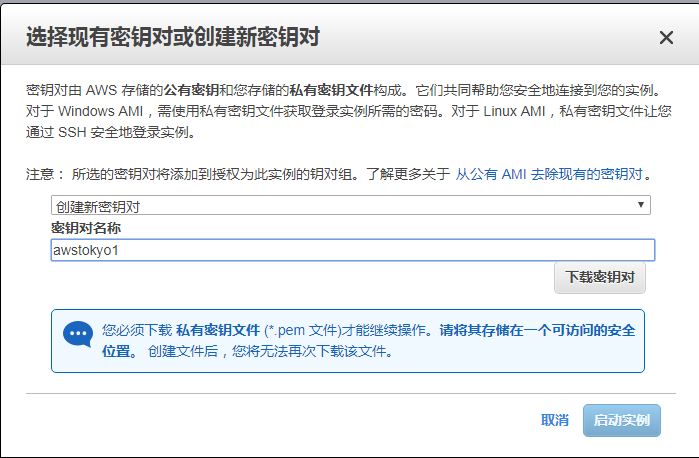 选择现有密钥对或创建新密钥对
密钥对由 AWS 存储的公有密钥和您存储的私有密钥文件构成。它们共同帮助您安全地连接到您的实例。
对于 Windows AMI，需使用私有密钥文件获取登录实例所需的密码。对于 Linux AMI，私有密钥文件让您
通过 SSH 安全地登录实例。
注意： 所选的密钥对将添加到授权为此实例的钥对组。了解更多关于 从公有 AMI 去除现有的密钥对。
创建新密钥对
密钥对名称
awstokyo1
下载密钥对
您必须下载 私有密钥文件 (*.pem 文件)才能继续操作。请将其存储在一个可访问的安全
位置。 创建文件后，您将无法再次下载该文件。
取消 启动实例